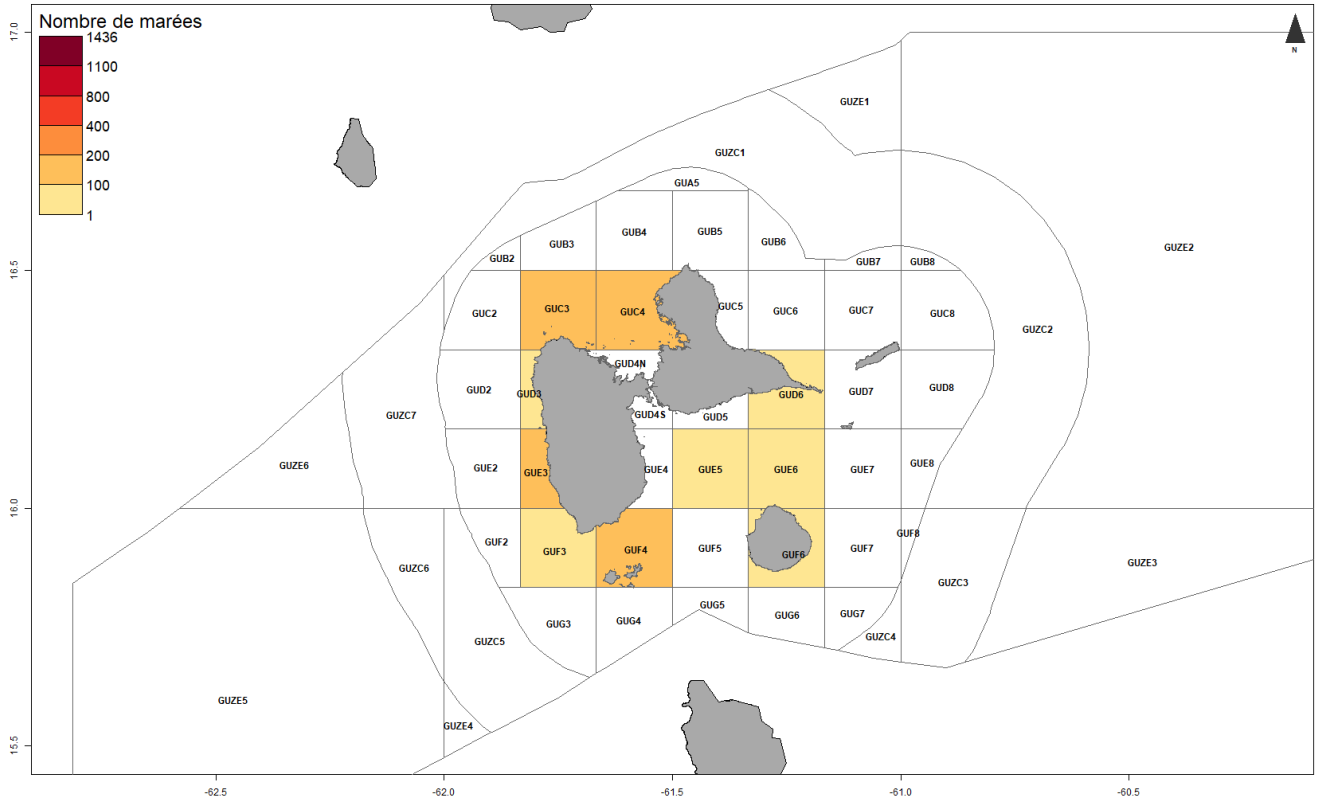 Nombre de marées
1436
1100
800
400
200
100
1
N
17.0
16.5
16.0
15.5
-62.5
-62.0
-61.5
-61.0
-60.5
GUZE1
GUZC1
GUA5
GUB4
GUB5
GUB3
GUB6
GUZE2
GUB2
GUB7
GUB8
GUC3
GUC4
GUC5
GUC2
GUC6
GUC7
GUC8
GUZC2
GUD4N
GUD2
GUD3
GUD6
GUD7
GUD8
GUZC7
GUD4S
GUD5
GUZE6
GUE2
GUE3
GUE4
GUE5
GUE6
GUE7
GUE8
GUF2
GUF3
GUF4
GUF5
GUF6
GUF7
GUF8
GUZC6
GUZC3
GUZE3
GUG5
GUG3
GUG4
GUG6
GUG7
GUZC5
GUZC4
GUZE5
GUZE4